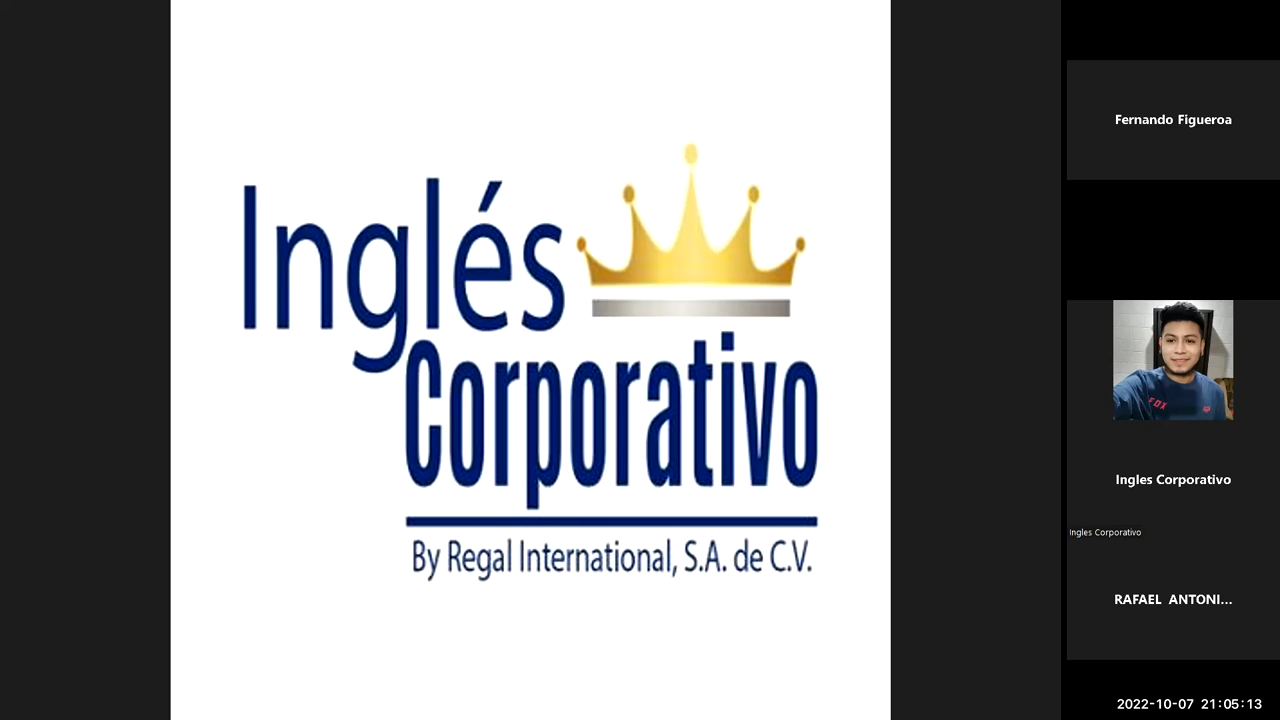 Inglés
Corporativo
By Regal International, S.A. de C.V.
Fernando Figueroa
FOX
Ingles Corporativo
Ingles Corporativo
RAFAEL ANTONI...
2022-10-07 21:05:13